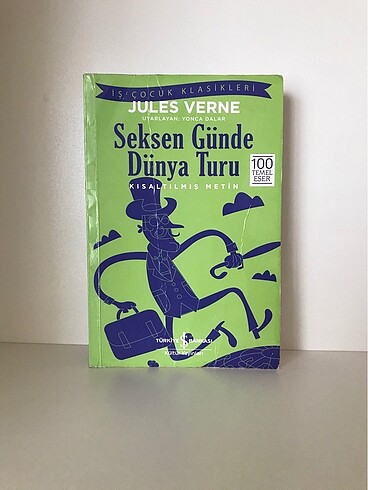 İŞ ÇOCUK KLASİKLERİ
JULES VERNE
UYARLAYAN: YONCA DALAR
Seksen Günde
Dünya Turu
KISALTILMIŞ METİN
100
TEMEL
ESER
TÜRKİYE İŞ BANKASI
Kültür Yayınları